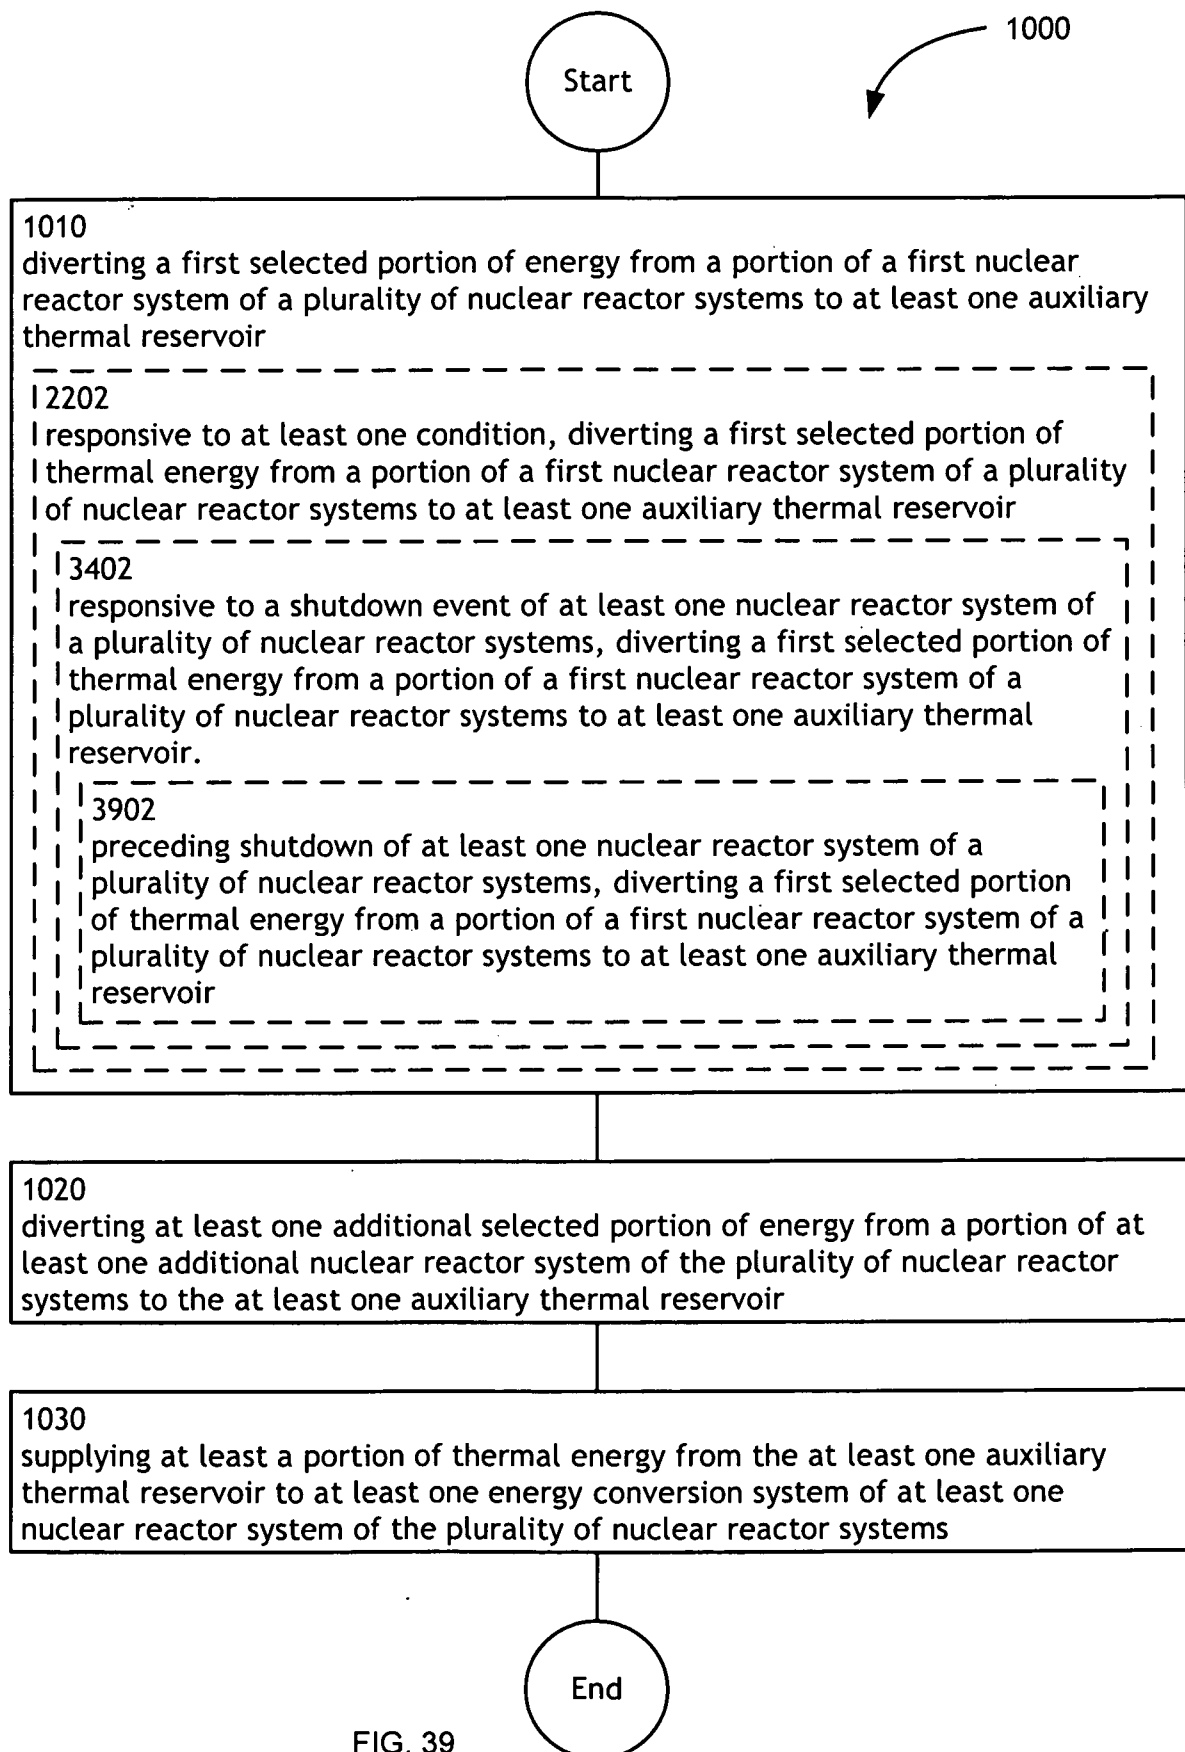 1000
Start
1010
diverting a first selected portion of energy from a portion of a first nuclear
reactor system of a plurality of nuclear reactor systems to at least one auxiliary
thermal reservoir
2202
responsive to at least one condition, diverting a first selected portion of
thermal energy from a portion of a first nuclear reactor system of a plurality
of nuclear reactor systems to at least one auxiliary thermal reservoir
3402
responsive to a shutdown event of at least one nuclear reactor system of
a plurality of nuclear reactor systems, diverting a first selected portion of
thermal energy from a portion of a first nuclear reactor system of a
plurality of nuclear reactor systems to at least one auxiliary thermal
reservoir.
3902
preceding shutdown of at least one nuclear reactor system of a
plurality of nuclear reactor systems, diverting a first selected portion
of thermal energy from a portion of a first nuclear reactor system of a
plurality of nuclear reactor systems to at least one auxiliary thermal
reservoir
1020
diverting at least one additional selected portion of energy from a portion of at
least one additional nuclear reactor system of the plurality of nuclear reactor
systems to the at least one auxiliary thermal reservoir
1030
supplying at least a portion of thermal energy from the at least one auxiliary
thermal reservoir to at least one energy conversion system of at least one
nuclear reactor system of the plurality of nuclear reactor systems
End
FIG. 39